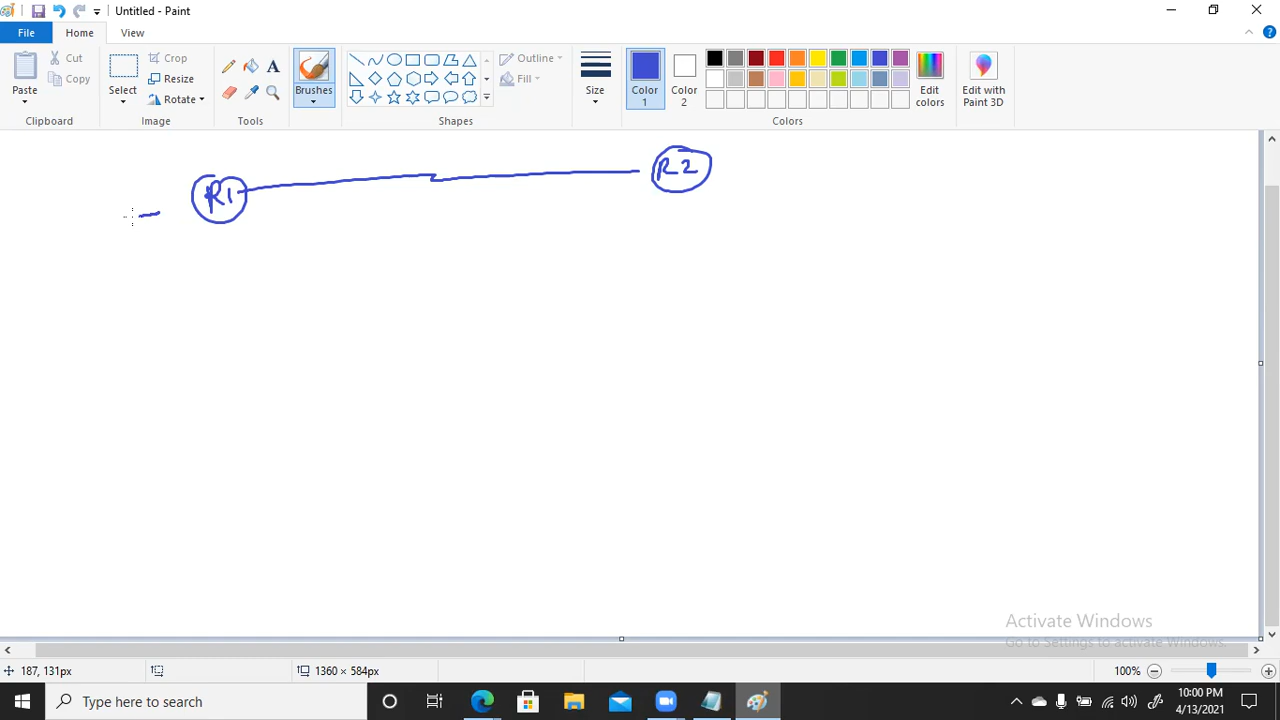 Untitled - Paint
File Home View
Paste Cut Copy
Clipboard
Select Crop Resize Rotate
Image
A
Tools
Brushes
Outline Fill
Shapes
Size
Color 1 Color 2
Edit colors
Edit with Paint 3D
Colors
R1 R2
Activate Windows
Go to Settings to activate Windows.
187, 131px 1360 × 584px 100%
Type here to search
10:00 PM
4/13/2021